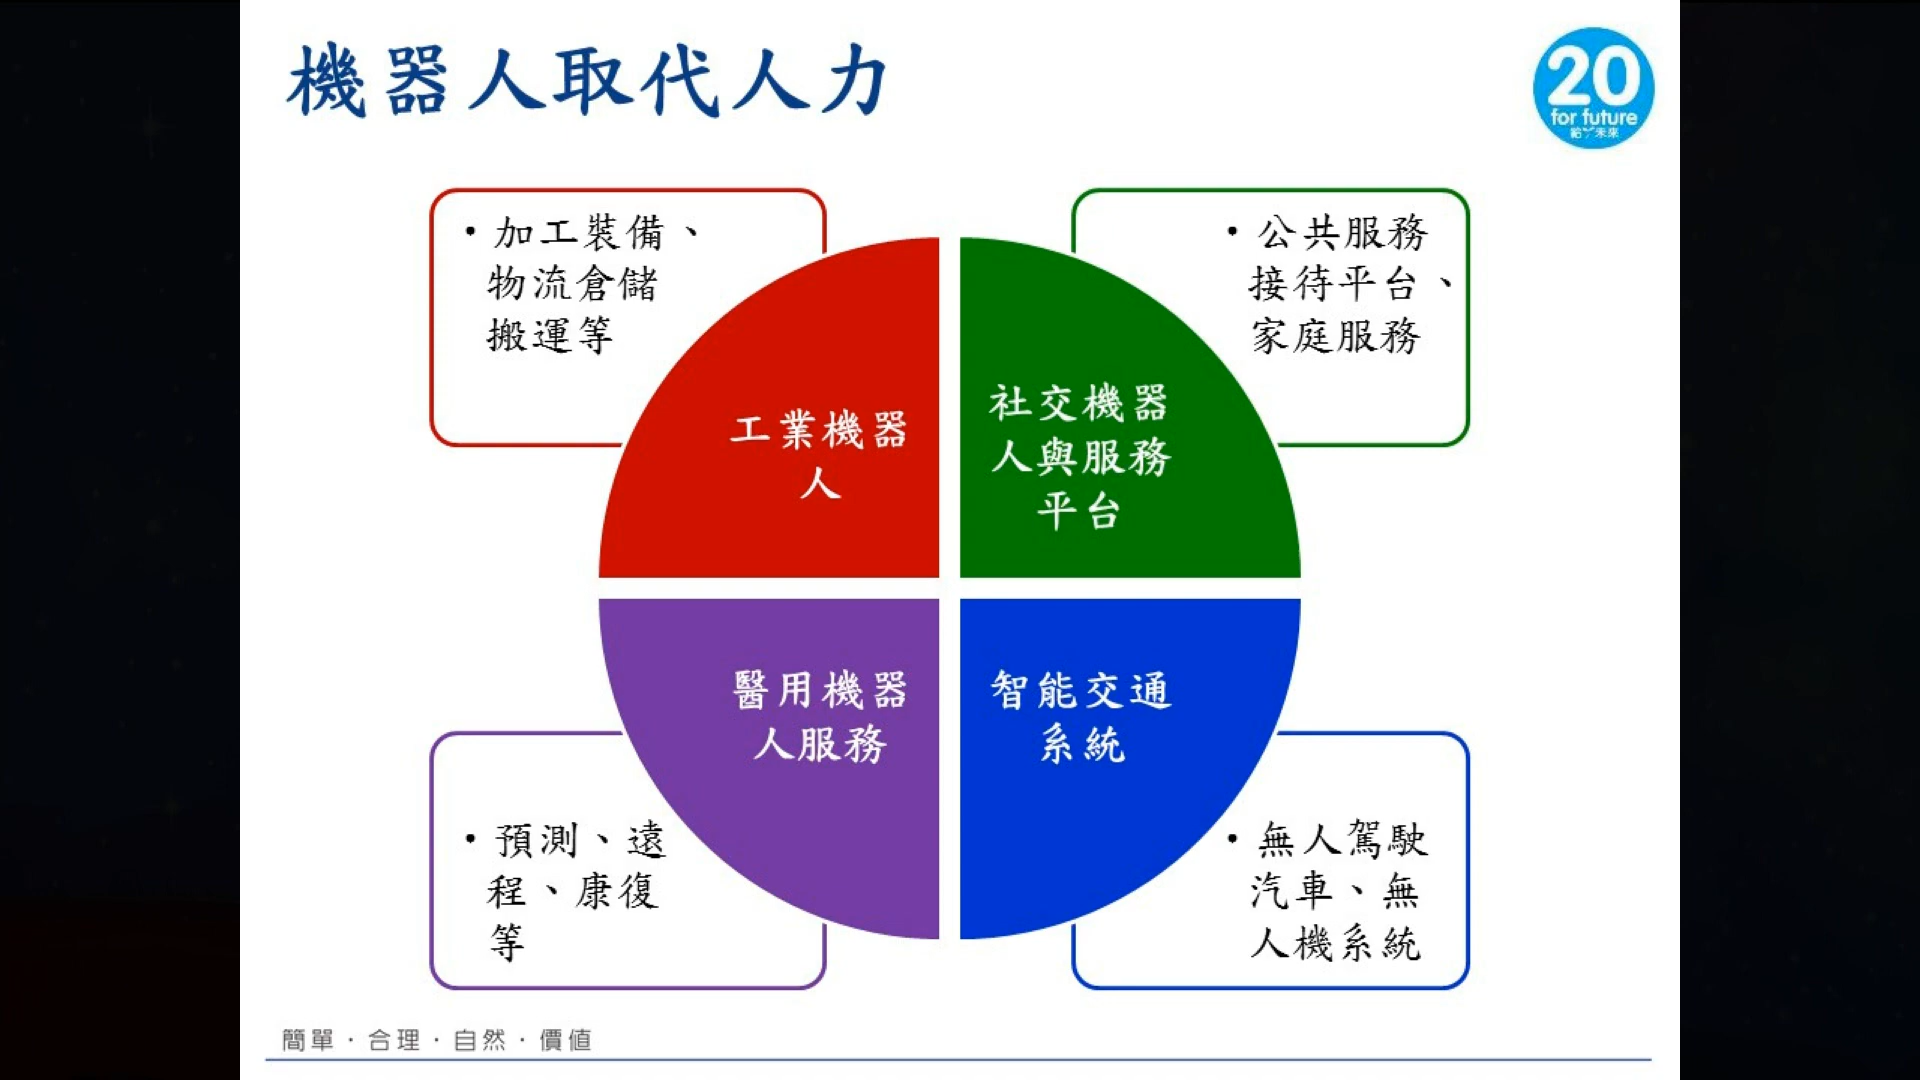 機器人取代人力
20
for future
給丫未來
• 加工裝備、
物流倉儲
搬運等
• 公共服務
接待平台、
家庭服務
工業機器
人
社交機器
人與服務
平台
醫用機器
人服務
智能交通
系統
• 預測、遠
程、康復
等
• 無人駕駛
汽車、無
人機系統
簡單·合理·自然·價值